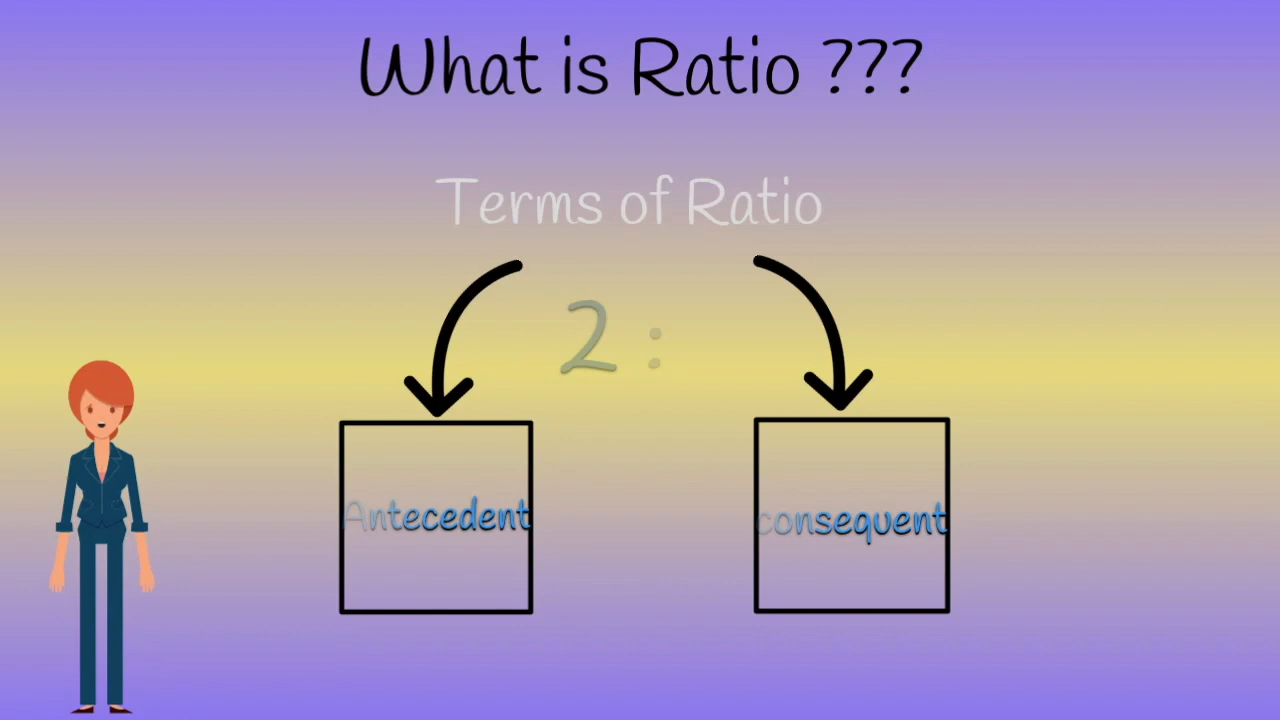 What is Ratio ???
Terms of Ratio
2 :
Antecedent
consequent